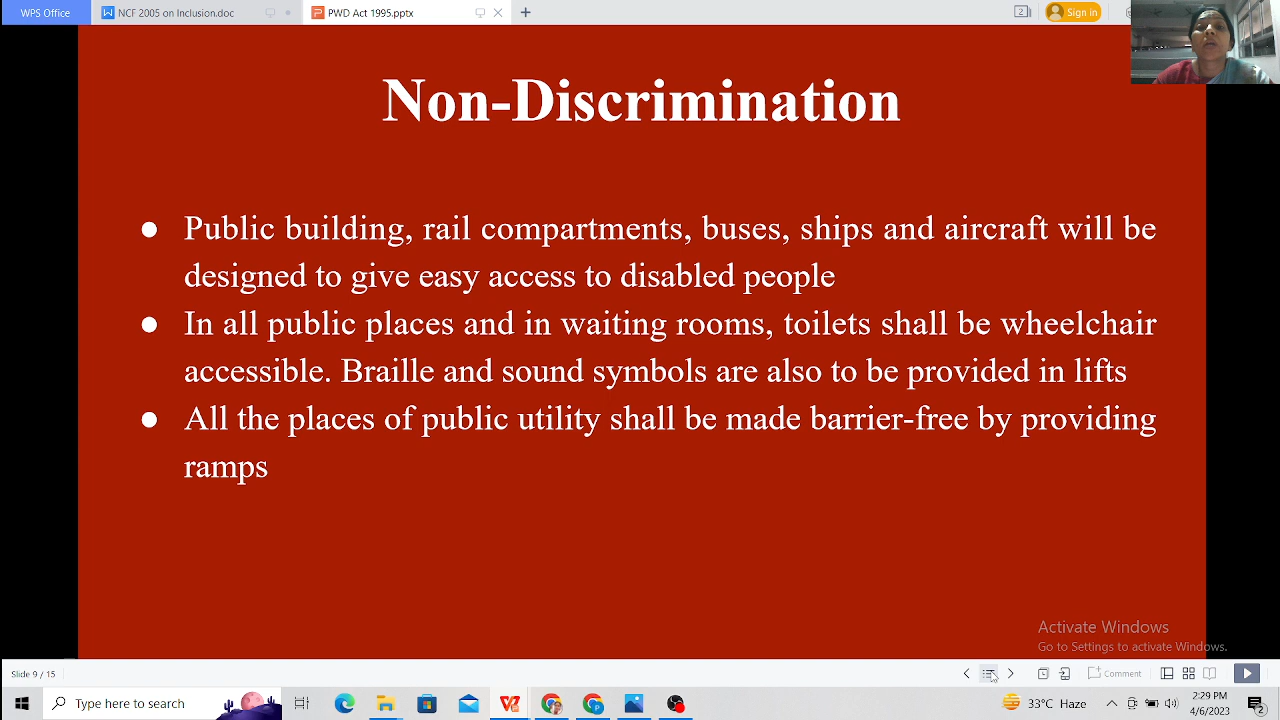 WPS Office
NCF 2005 on Inclusion.doc
PWD Act 1995.pptx
2
Sign in
Non-Discrimination
Public building, rail compartments, buses, ships and aircraft will be
designed to give easy access to disabled people
In all public places and in waiting rooms, toilets shall be wheelchair
accessible. Braille and sound symbols are also to be provided in lifts
All the places of public utility shall be made barrier-free by providing
ramps
Activate Windows
Go to Settings to activate Windows.
Slide 9 / 15
Comment
Type here to search
33°C Haze
2:29 PM
4/6/2023
2